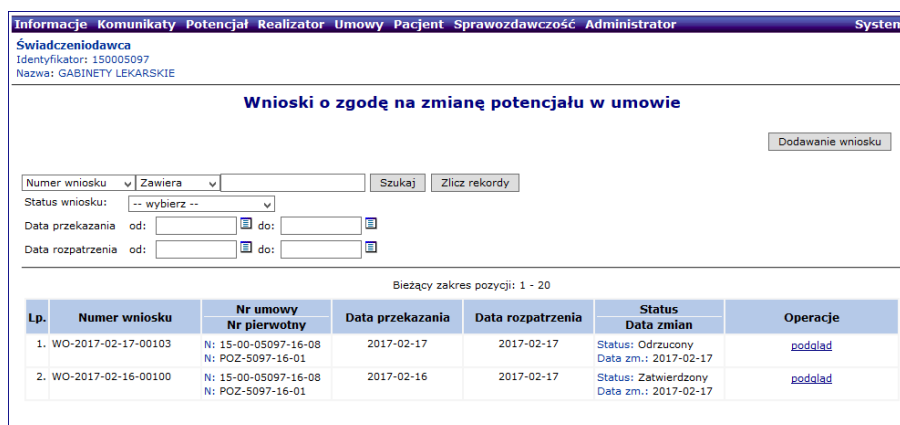 Informacje Komunikaty Potencjał Realizator Umowy Pacjent Sprawozdawczość Administrator System
Świadczeniodawca
Identyfikator: 150005097
Nazwa: GABINETY LEKARSKIE
Wnioski o zgodę na zmianę potencjału w umowie
Dodawanie wniosku
Numer wniosku Zawiera Szukaj Zlicz rekordy
Status wniosku: -- wybierz --
Data przekazania od: do:
Data rozpatrzenia od: do:
Bieżący zakres pozycji: 1 - 20
Lp. Numer wniosku Nr umowy Nr pierwotny Data przekazania Data rozpatrzenia Status Data zmian Operacje
1. WO-2017-02-17-00103 N: 15-00-05097-16-08 2017-02-17 2017-02-17 Status: Odrzucony podgląd
N: POZ-5097-16-01 Data zm.: 2017-02-17
2. WO-2017-02-16-00100 N: 15-00-05097-16-08 2017-02-16 2017-02-17 Status: Zatwierdzony podgląd
N: POZ-5097-16-01 Data zm.: 2017-02-17